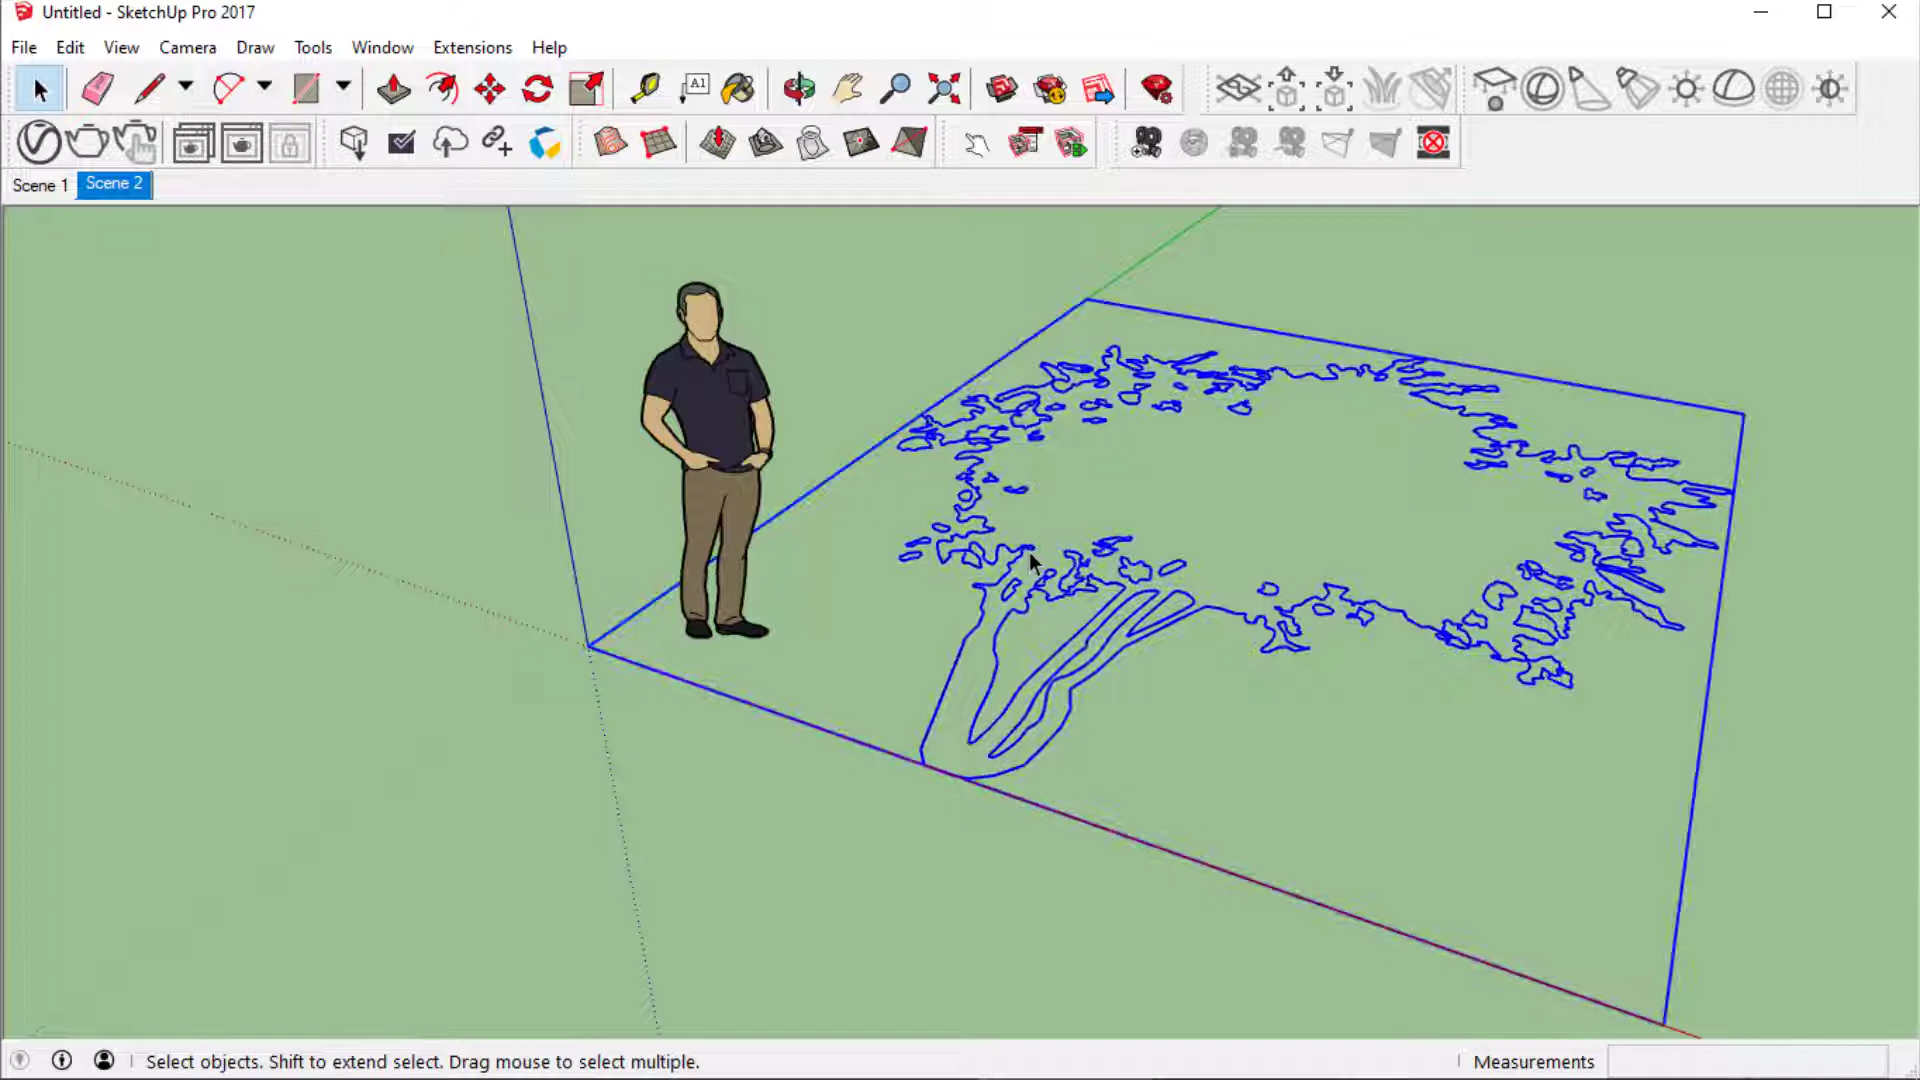 Untitled - SketchUp Pro 2017
File Edit View Camera Draw Tools Window Extensions Help
A1
Scene 1 Scene 2
Select objects. Shift to extend select. Drag mouse to select multiple.
Measurements